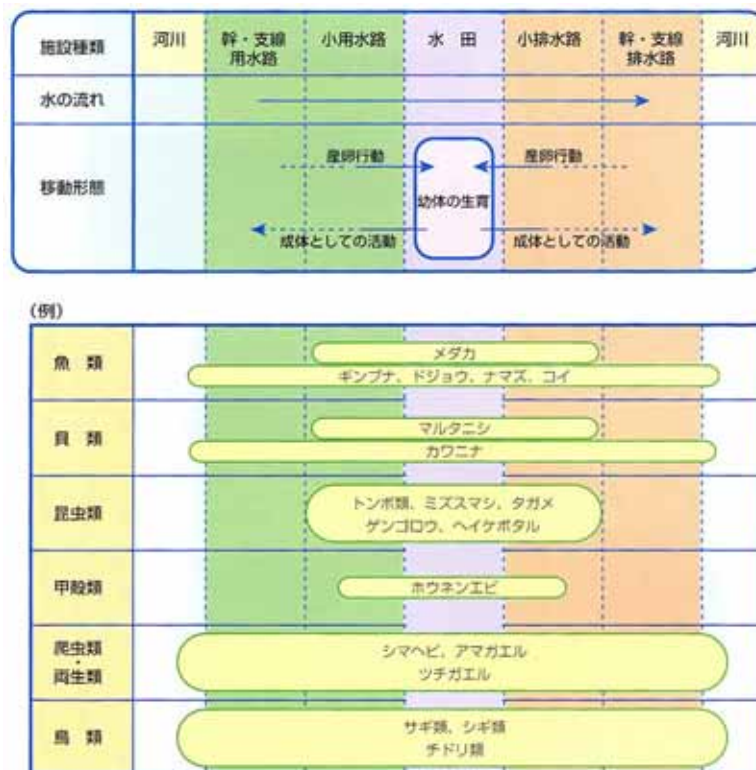 施設種類
河川
幹・支線
用水路
小用水路
水 田
小排水路
幹・支線
排水路
河川
水の流れ
移動形態
産卵行動
産卵行動
幼体の生育
成体としての活動
成体としての活動
(例)
魚 類
メダカ
ギンブナ、ドジョウ、ナマズ、コイ
貝 類
マルタニシ
カワニナ
昆虫類
トンボ類、ミズスマシ、タガメ
ゲンゴロウ、ヘイケボタル
甲殻類
ホウネンエビ
爬虫類
・
両生類
シマヘビ、アマガエル
ツチガエル
鳥 類
サギ類、シギ類
チドリ類